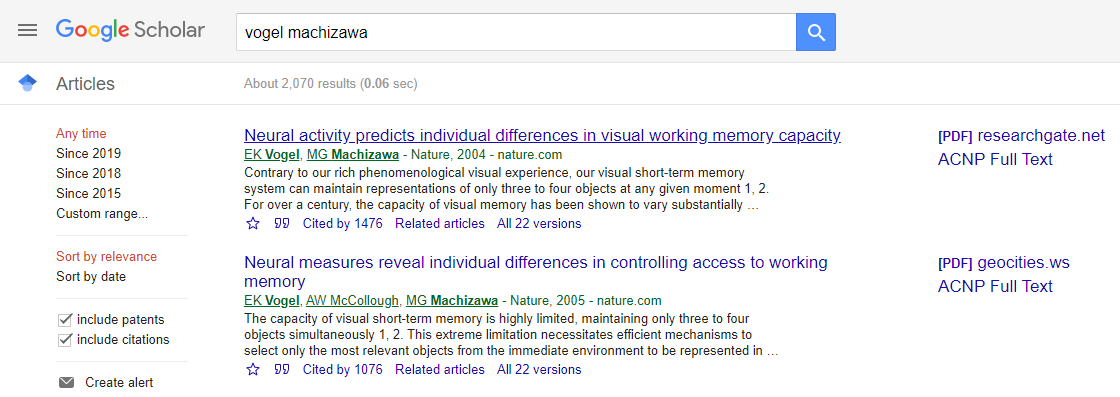 Google Scholar
vogel machizawa
Articles
About 2,070 results (0.06 sec)
Any time
Since 2019
Since 2018
Since 2015
Custom range...
Sort by relevance
Sort by date
include patents
include citations
Create alert
Neural activity predicts individual differences in visual working memory capacity
EK Vogel, MG Machizawa - Nature, 2004 - nature.com
Contrary to our rich phenomenological visual experience, our visual short-term memory
system can maintain representations of only three to four objects at any given moment 1, 2.
For over a century, the capacity of visual memory has been shown to vary substantially …
Cited by 1476 Related articles All 22 versions
[PDF] researchgate.net
ACNP Full Text
Neural measures reveal individual differences in controlling access to working
memory
EK Vogel, AW McCollough, MG Machizawa - Nature, 2005 - nature.com
The capacity of visual short-term memory is highly limited, maintaining only three to four
objects simultaneously 1, 2. This extreme limitation necessitates efficient mechanisms to
select only the most relevant objects from the immediate environment to be represented in …
Cited by 1076 Related articles All 22 versions
[PDF] geocities.ws
ACNP Full Text